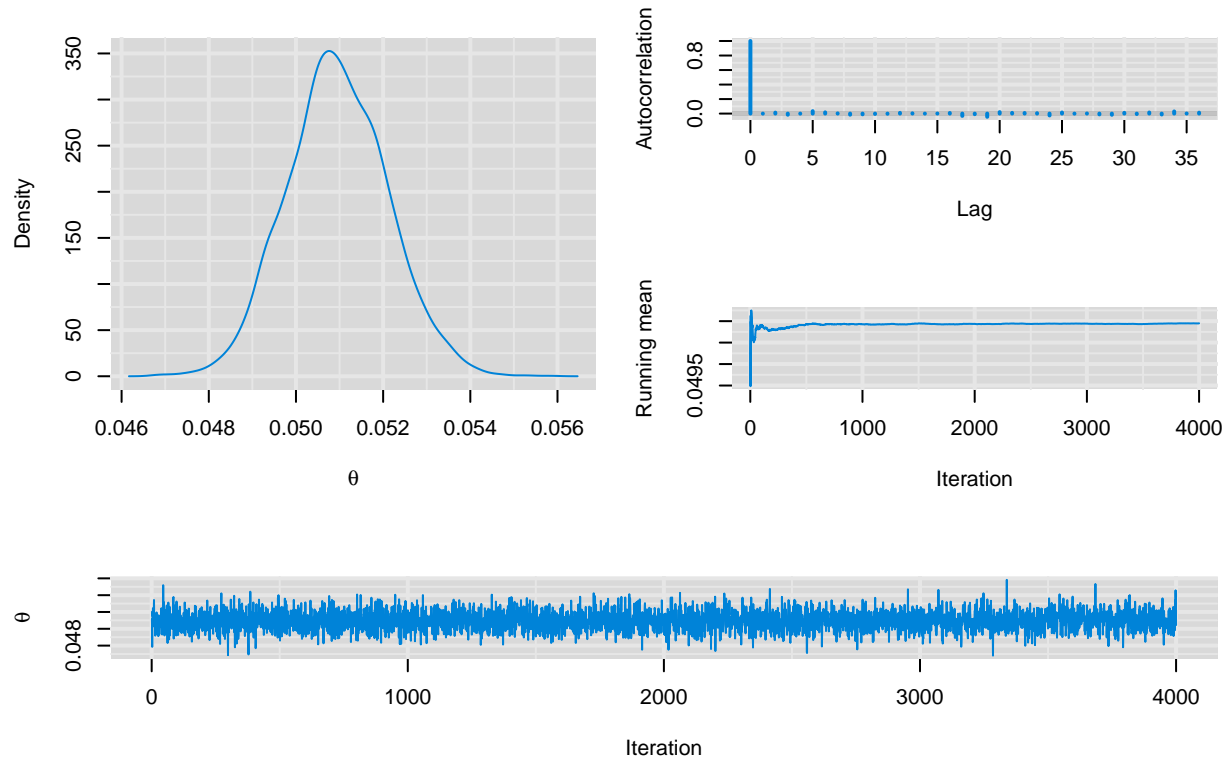 Density
0 50 150 250 350
0.046 0.048 0.050 0.052 0.054 0.056
θ
Autocorrelation
0.0 0.8
0 5 10 15 20 25 30 35
Lag
Running mean
0.0495
0 1000 2000 3000 4000
Iteration
θ
0.048
0 1000 2000 3000 4000
Iteration